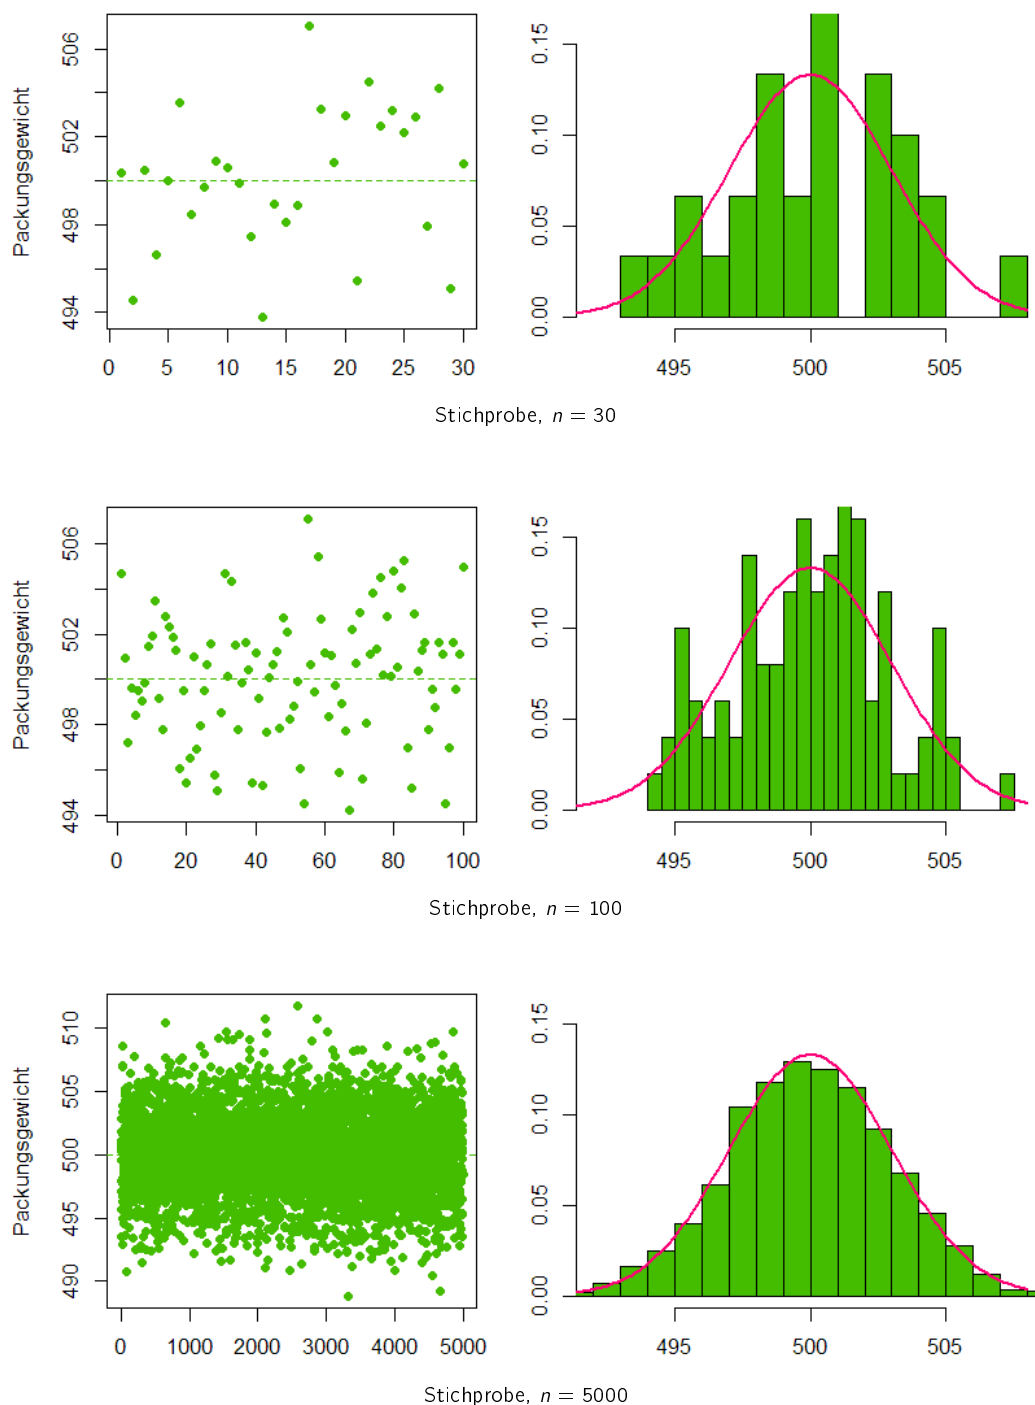 Packungsgewicht
494 498 502 506
0 5 10 15 20 25 30
0.00 0.05 0.10 0.15
495 500 505
Stichprobe, n = 30
Packungsgewicht
494 498 502 506
0 20 40 60 80 100
0.00 0.05 0.10 0.15
495 500 505
Stichprobe, n = 100
Packungsgewicht
490 495 500 505 510
0 1000 2000 3000 4000 5000
0.00 0.05 0.10 0.15
495 500 505
Stichprobe, n = 5000